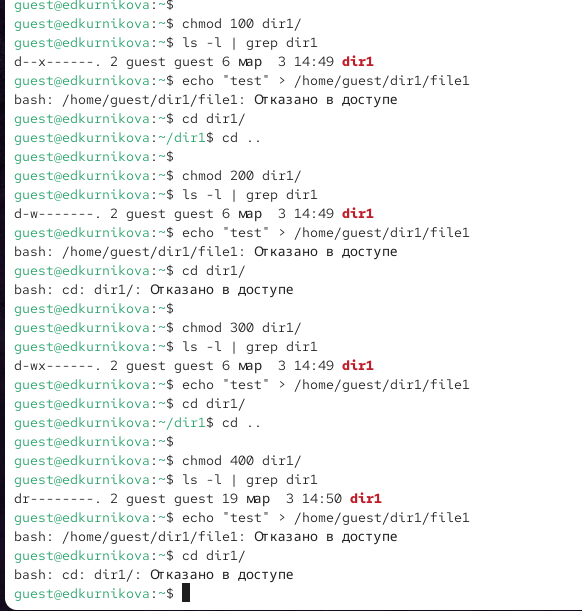 guest@edkurnikova:~$
guest@edkurnikova:~$ chmod 100 dir1/
guest@edkurnikova:~$ ls -l | grep dir1
d--x------. 2 guest guest 6 мар  3 14:49 dir1
guest@edkurnikova:~$ echo "test" > /home/guest/dir1/file1
bash: /home/guest/dir1/file1: Отказано в доступе
guest@edkurnikova:~$ cd dir1/
guest@edkurnikova:~/dir1$ cd ..
guest@edkurnikova:~$
guest@edkurnikova:~$ chmod 200 dir1/
guest@edkurnikova:~$ ls -l | grep dir1
d-w-------. 2 guest guest 6 мар  3 14:49 dir1
guest@edkurnikova:~$ echo "test" > /home/guest/dir1/file1
bash: /home/guest/dir1/file1: Отказано в доступе
guest@edkurnikova:~$ cd dir1/
bash: cd: dir1/: Отказано в доступе
guest@edkurnikova:~$
guest@edkurnikova:~$ chmod 300 dir1/
guest@edkurnikova:~$ ls -l | grep dir1
d-wx------. 2 guest guest 6 мар  3 14:49 dir1
guest@edkurnikova:~$ echo "test" > /home/guest/dir1/file1
guest@edkurnikova:~$ cd dir1/
guest@edkurnikova:~/dir1$ cd ..
guest@edkurnikova:~$
guest@edkurnikova:~$ chmod 400 dir1/
guest@edkurnikova:~$ ls -l | grep dir1
dr--------. 2 guest guest 19 мар  3 14:50 dir1
guest@edkurnikova:~$ echo "test" > /home/guest/dir1/file1
bash: /home/guest/dir1/file1: Отказано в доступе
guest@edkurnikova:~$ cd dir1/
bash: cd: dir1/: Отказано в доступе
guest@edkurnikova:~$